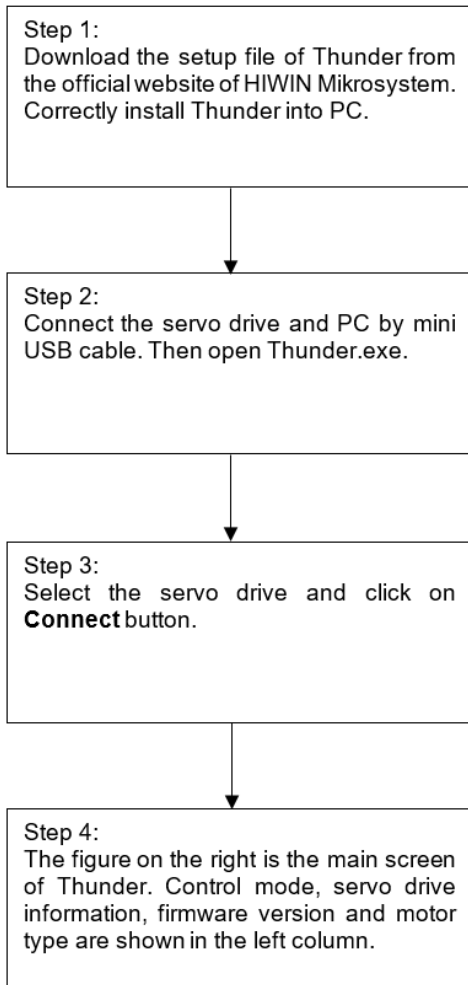 Step 1:
Download the setup file of Thunder from
the official website of HIWIN Mikrosystem.
Correctly install Thunder into PC.
Step 2:
Connect the servo drive and PC by mini
USB cable. Then open Thunder.exe.
Step 3:
Select the servo drive and click on
Connect button.
Step 4:
The figure on the right is the main screen
of Thunder. Control mode, servo drive
information, firmware version and motor
type are shown in the left column.